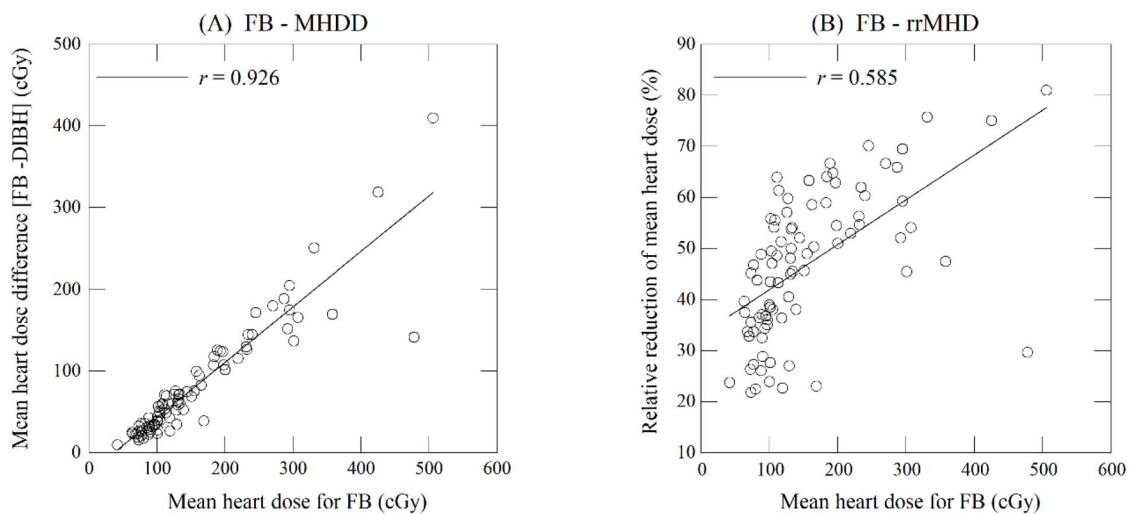 (A) FB - MHDD
Mean heart dose difference [FB -DIBH] (cGy)
500
400
300
200
100
0
r = 0.926
0 100 200 300 400 500 600
Mean heart dose for FB (cGy)
(B) FB - rrMHD
Relative reduction of mean heart dose (%)
90
80
70
60
50
40
30
20
10
r = 0.585
0 100 200 300 400 500 600
Mean heart dose for FB (cGy)